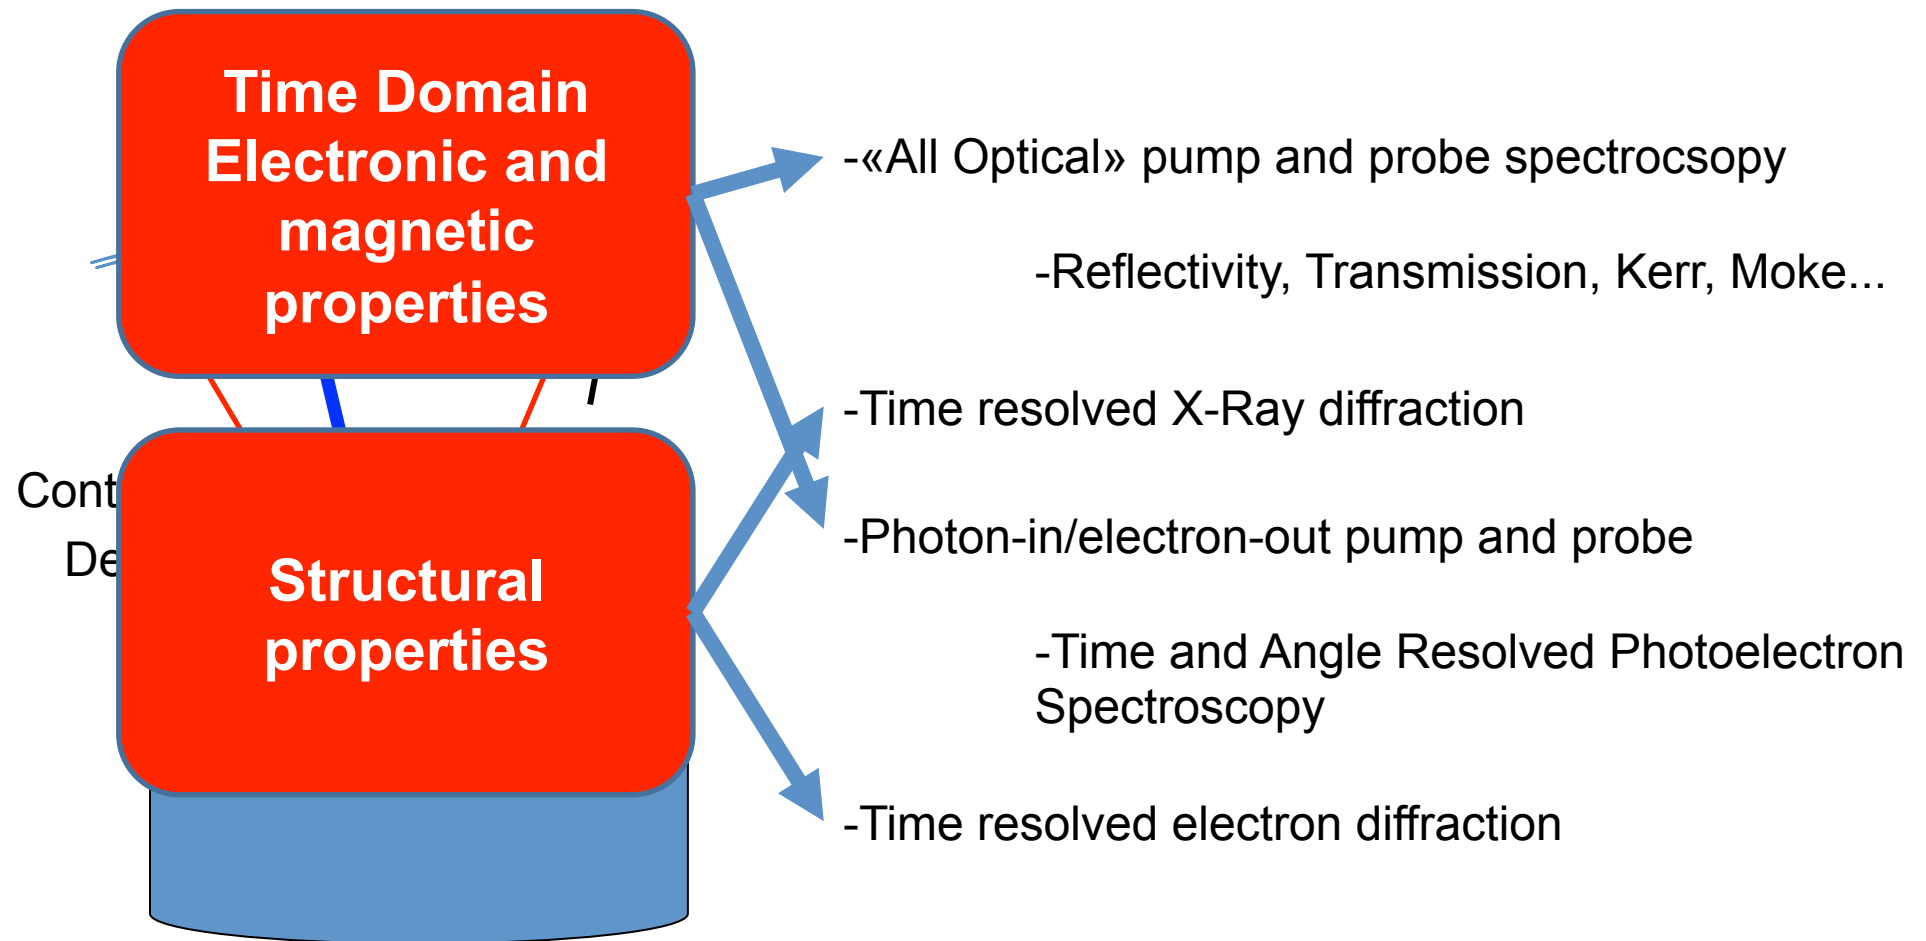 Time Domain
Electronic and
magnetic
properties
-«All Optical» pump and probe spectrocsopy
-Reflectivity, Transmission, Kerr, Moke...
-Time resolved X-Ray diffraction
-Photon-in/electron-out pump and probe
-Time and Angle Resolved Photoelectron
Spectroscopy
-Time resolved electron diffraction
Structural
properties